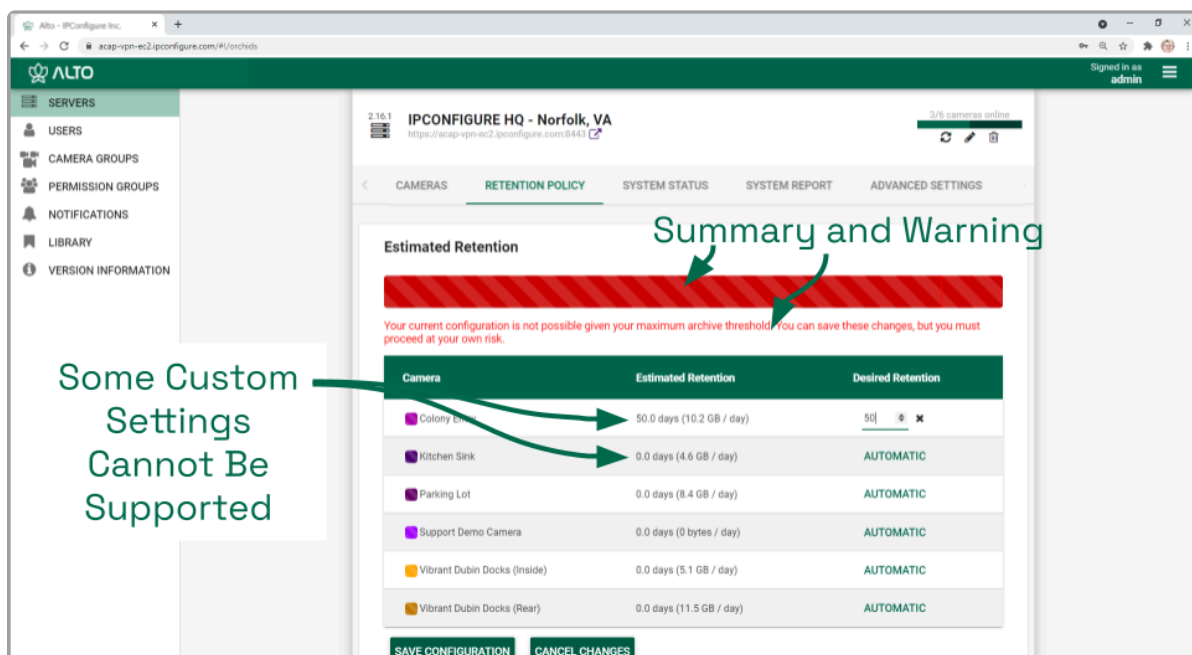 Alto - IPConfigure Inc.
acap-vpn-ec2.ipconfigure.com/#!/orchids
ALTO
Signed in as
admin
SERVERS
USERS
CAMERA GROUPS
PERMISSION GROUPS
NOTIFICATIONS
LIBRARY
VERSION INFORMATION
2.16.1
IPCONFIGURE HQ - Norfolk, VA
https://acap-vpn-ec2.ipconfigure.com:8443
3/6 cameras online
CAMERAS RETENTION POLICY SYSTEM STATUS SYSTEM REPORT ADVANCED SETTINGS
Summary and Warning
Estimated Retention
Your current configuration is not possible given your maximum archive threshold. You can save these changes, but you must
proceed at your own risk.
Some Custom
Settings
Cannot Be
Supported
Camera Estimated Retention Desired Retention
Colony 50.0 days (10.2 GB / day) 50
Kitchen Sink 0.0 days (4.6 GB / day) AUTOMATIC
Parking Lot 0.0 days (8.4 GB / day) AUTOMATIC
Support Demo Camera 0.0 days (0 bytes / day) AUTOMATIC
Vibrant Dubin Docks (Inside) 0.0 days (5.1 GB / day) AUTOMATIC
Vibrant Dubin Docks (Rear) 0.0 days (11.5 GB / day) AUTOMATIC
SAVE CONFIGURATION CANCEL CHANGES